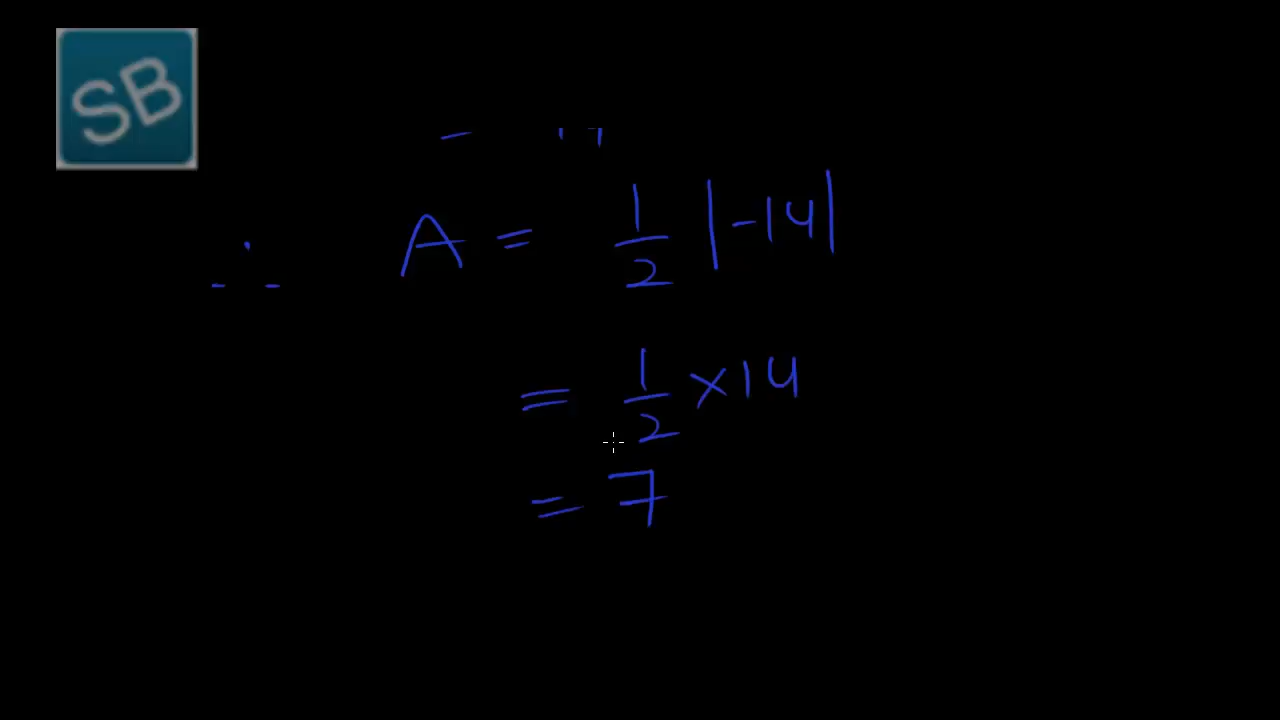 SB
∴ A = 1/2 |-14|
= 1/2 × 14
= 7